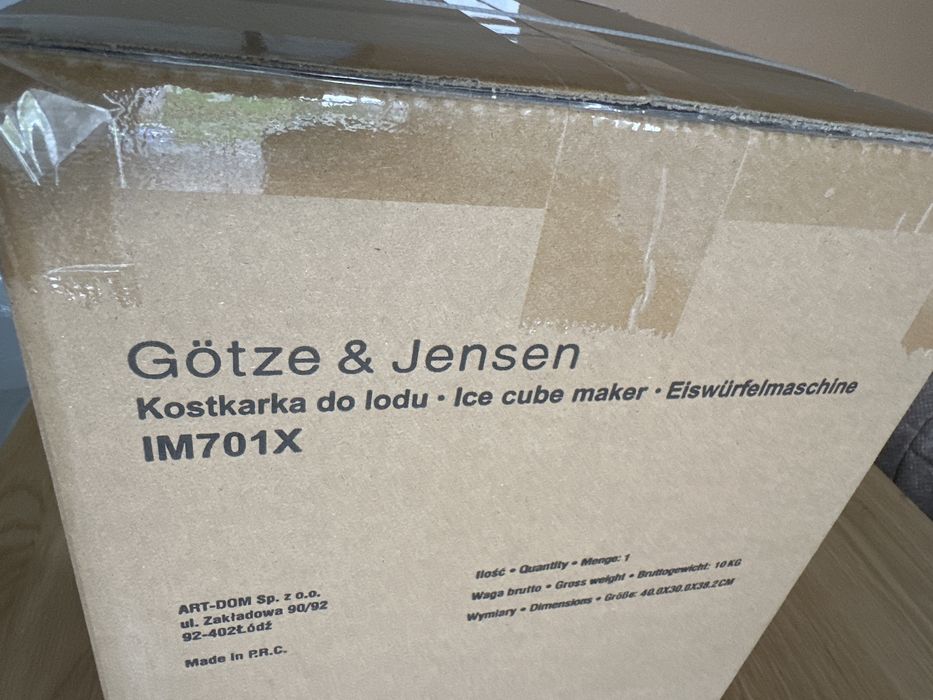 Götze & Jensen
Kostkarka do lodu • Ice cube maker • Eiswürfelmaschine
IM701X
ART-DOM Sp. z o.o.
ul. Zakładowa 90/92
92-402Łódź
Made in P.R.C.
Ilość • Quantity • Menge: 1
Waga brutto • Gross weight • Bruttogewicht: 10 KG
Wymiary • Dimensions • Größe: 40.0X30.0X38.2CM